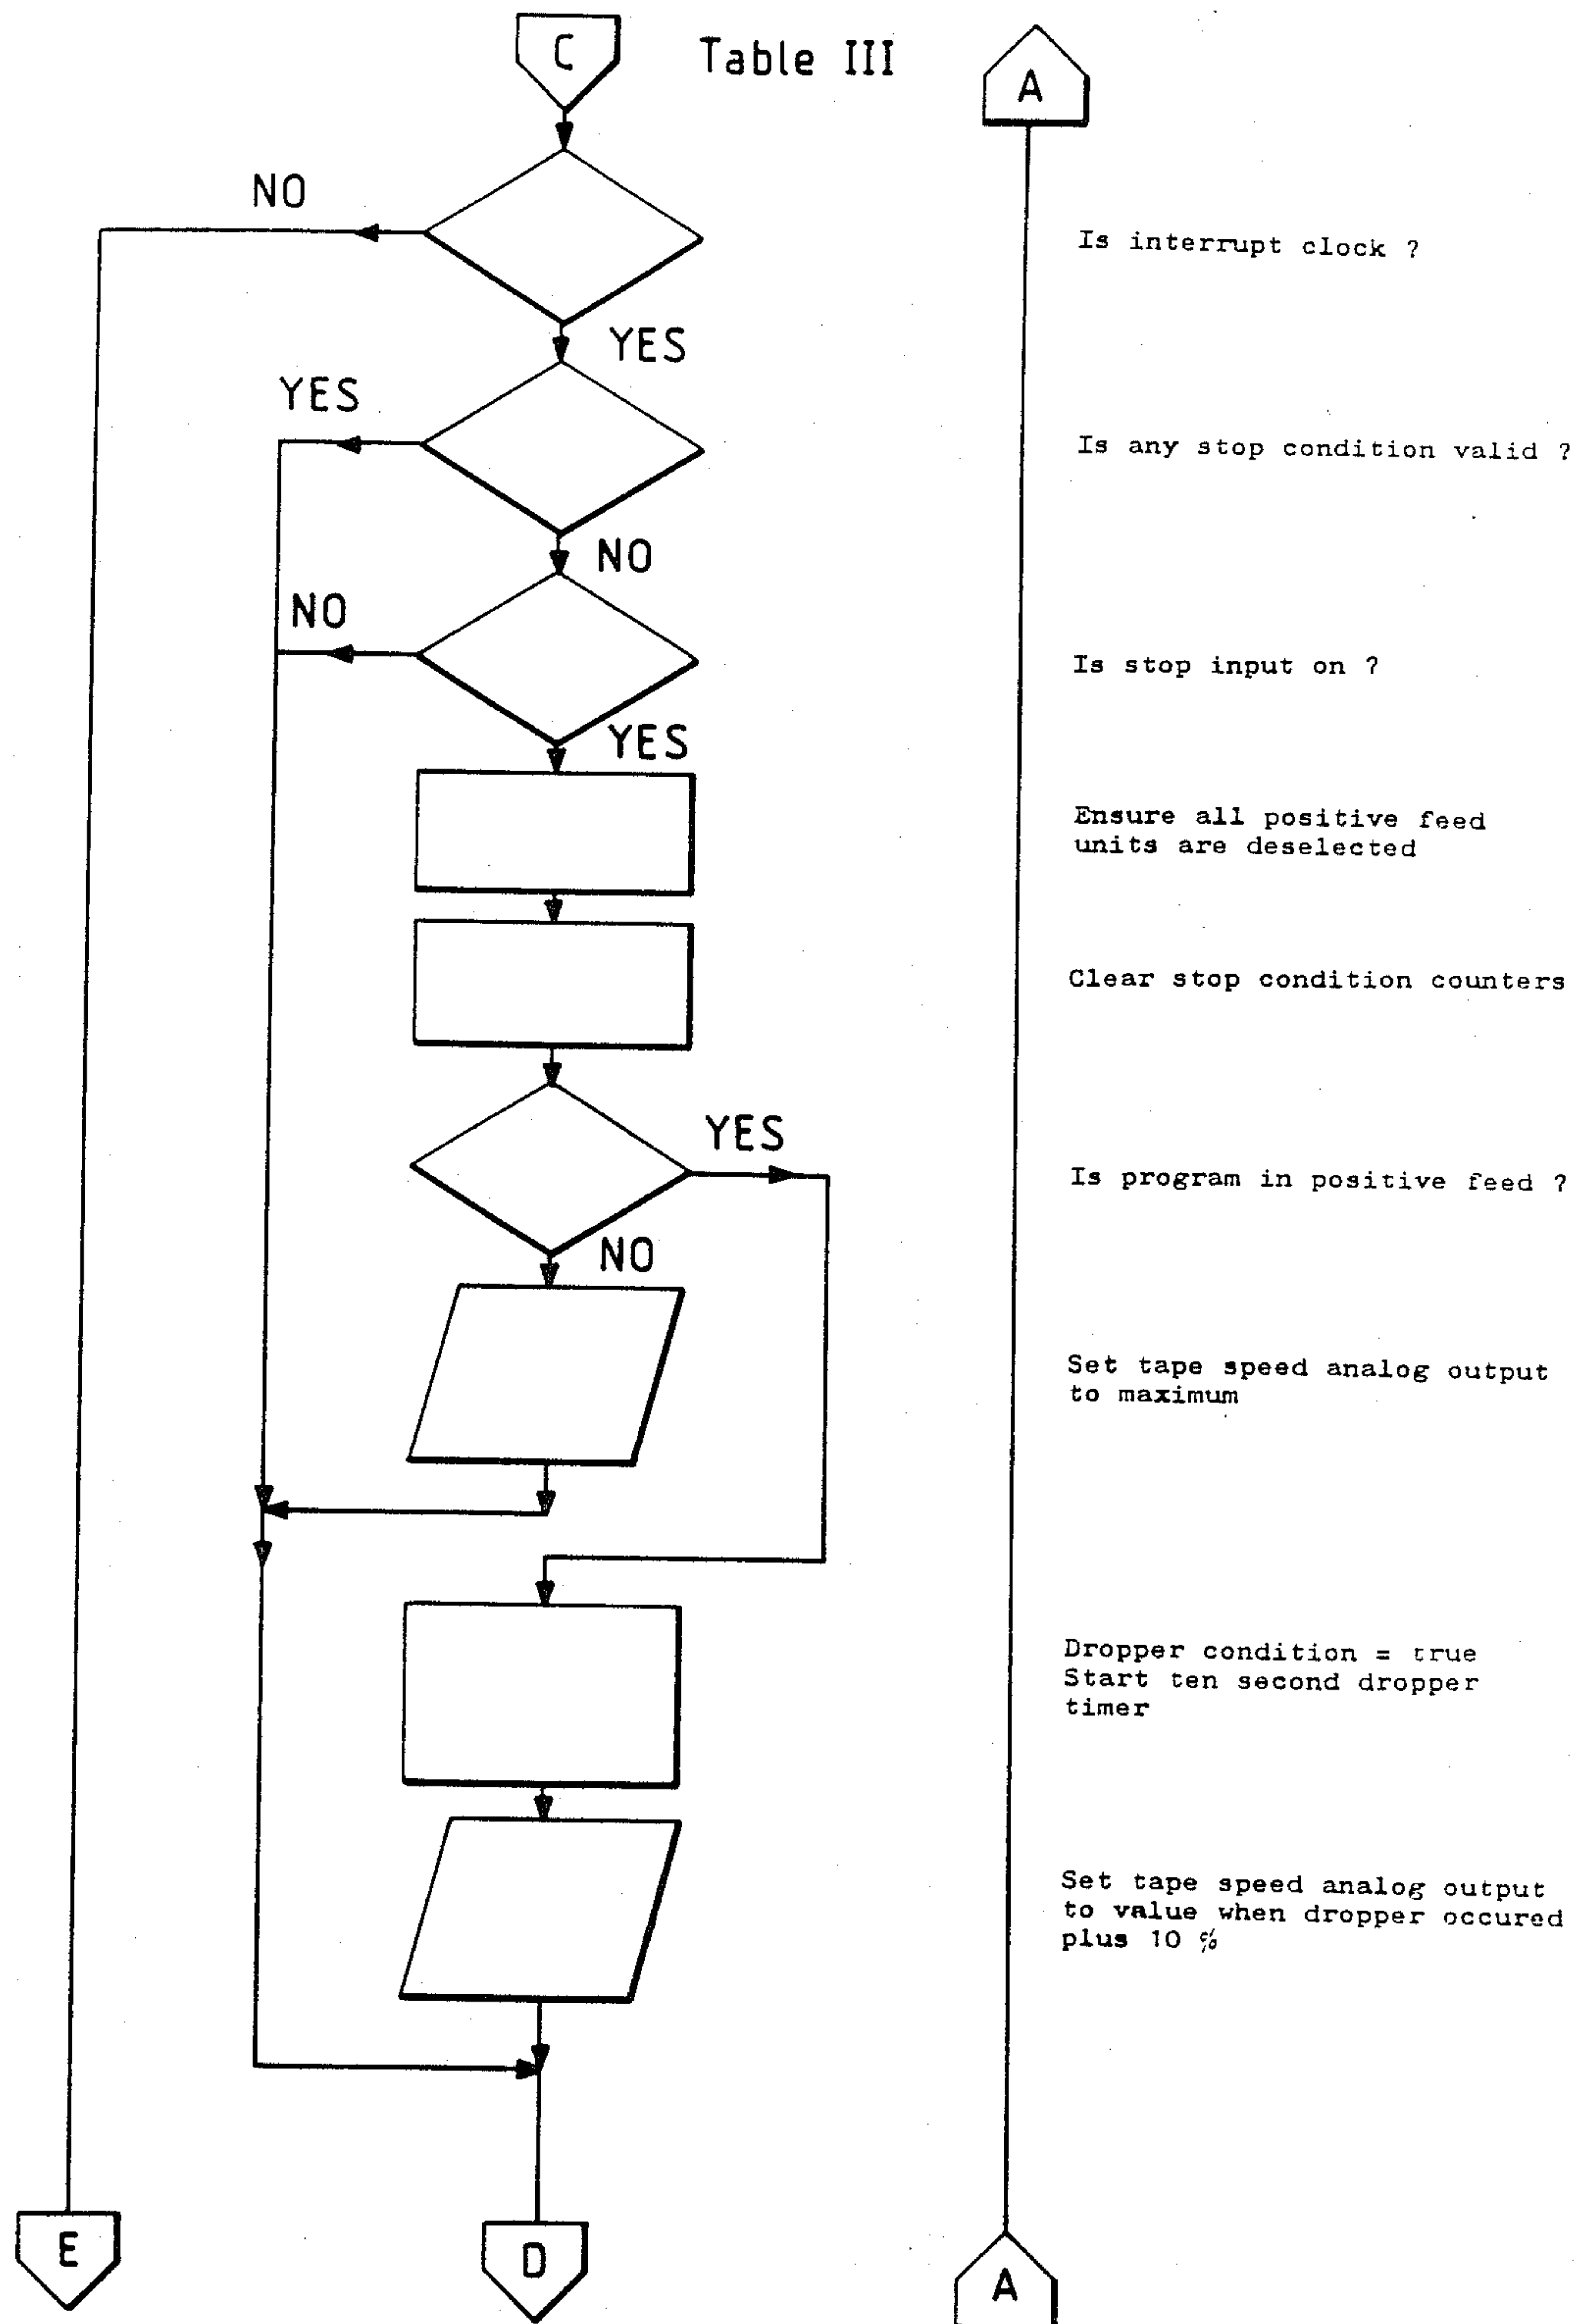 C
Table III
A
NO
Is interrupt clock ?
YES
YES
Is any stop condition valid ?
NO
NO
Is stop input on ?
YES
Ensure all positive feed
units are deselected
Clear stop condition counters
YES
Is program in positive feed ?
NO
Set tape speed analog output
to maximum
Dropper condition = true
Start ten second dropper
timer
Set tape speed analog output
to value when dropper occured
plus 10 %
E
D
A